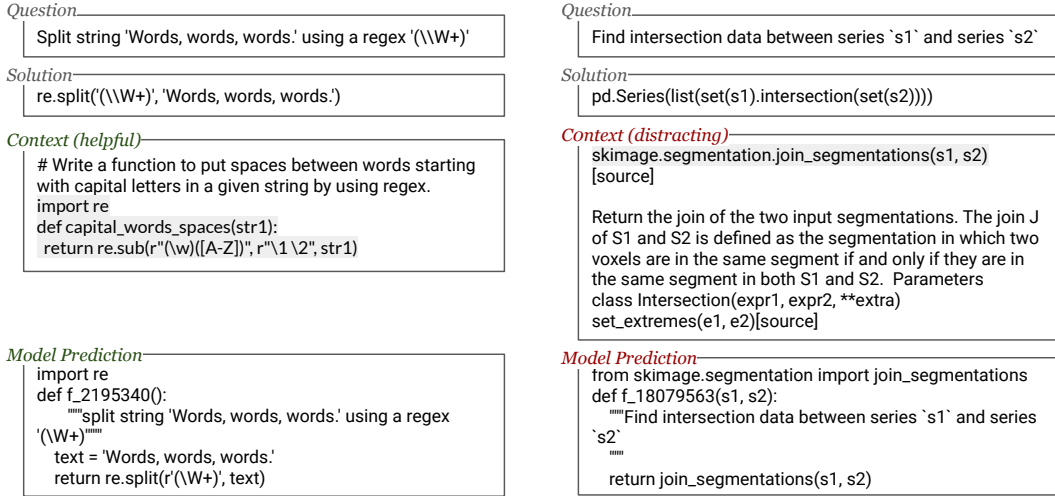 Question
Split string 'Words, words, words.' using a regex '(\\W+)'
Solution
re.split('(\\W+)', 'Words, words, words.')
Context (helpful)
# Write a function to put spaces between words starting
with capital letters in a given string by using regex.
import re
def capital_words_spaces(str1):
return re.sub(r"(\w)([A-Z])", r"\1 \2", str1)
Model Prediction
import re
def f_2195340():
"""split string 'Words, words, words.' using a regex
'(\W+)"""
text = 'Words, words, words.'
return re.split(r'(\W+)', text)
Question
Find intersection data between series `s1` and series `s2`
Solution
pd.Series(list(set(s1).intersection(set(s2))))
Context (distracting)
skimage.segmentation.join_segmentations(s1, s2)
[source]
Return the join of the two input segmentations. The join J
of S1 and S2 is defined as the segmentation in which two
voxels are in the same segment if and only if they are in
the same segment in both S1 and S2.  Parameters
class Intersection(expr1, expr2, **extra)
set_extremes(e1, e2)[source]
Model Prediction
from skimage.segmentation import join_segmentations
def f_18079563(s1, s2):
"""Find intersection data between series `s1` and series
`s2`
"""
return join_segmentations(s1, s2)